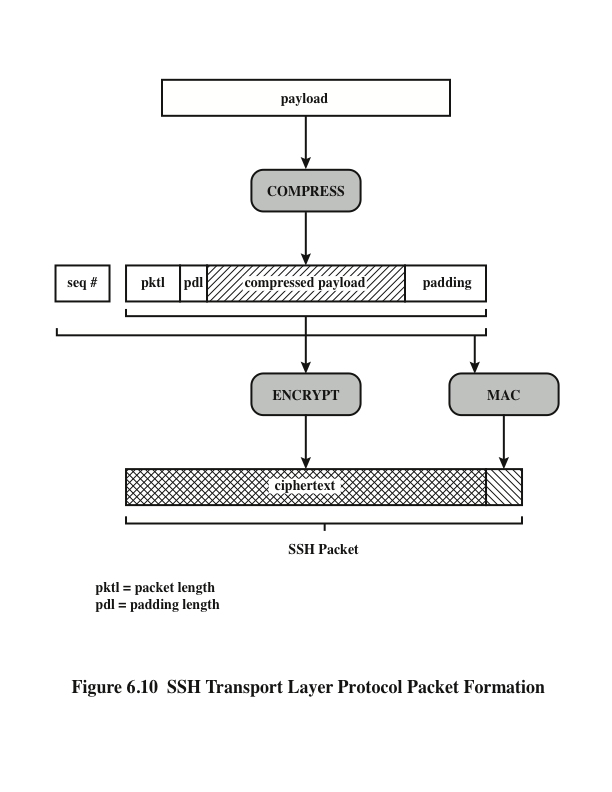 payload
COMPRESS
seq #
pktl
pdl
compressed payload
padding
ENCRYPT
MAC
ciphertext
SSH Packet
pktl = packet length
pdl = padding length
Figure 6.10 SSH Transport Layer Protocol Packet Formation